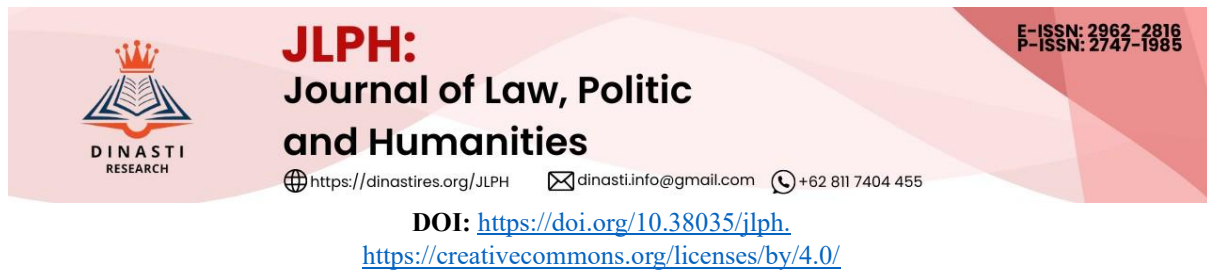 E-ISSN: 2962-2816
P-ISSN: 2747-1985
JLPH:
Journal of Law, Politic
and Humanities
DINASTI
RESEARCH
https://dinastires.org/JLPH dinasti.info@gmail.com +62 811 7404 455
DOI: https://doi.org/10.38035/jlph.
https://creativecommons.org/licenses/by/4.0/